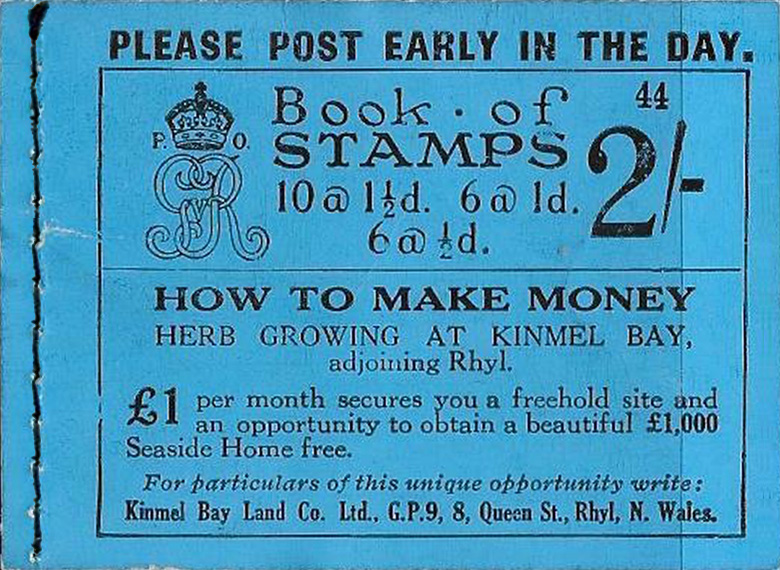 PLEASE POST EARLY IN THE DAY.
P. O.
GR
Book · of 44
STAMPS 2/-
10 @ 1½d. 6 @ 1d.
6 @ ½d.
HOW TO MAKE MONEY
HERB GROWING AT KINMEL BAY,
adjoining Rhyl.
£1 per month secures you a freehold site and
an opportunity to obtain a beautiful £1,000
Seaside Home free.
For particulars of this unique opportunity write:
Kinmel Bay Land Co. Ltd., G.P.9, 8, Queen St., Rhyl, N. Wales.